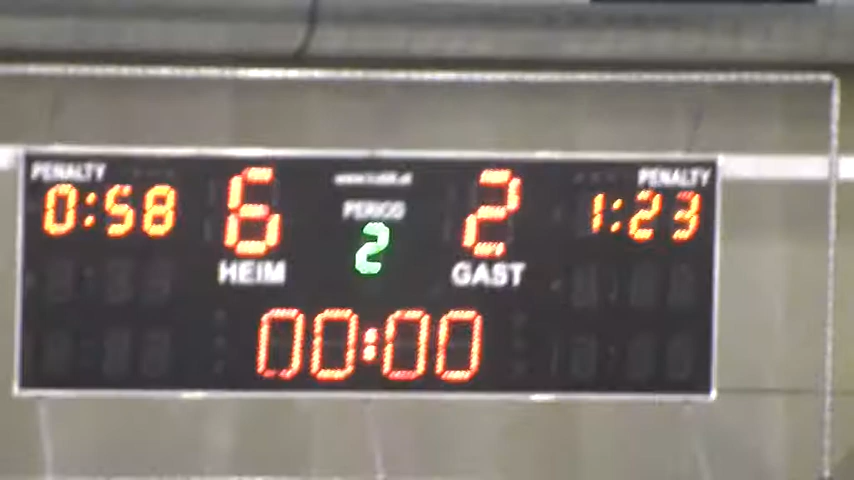 PENALTY
PENALTY
0:58
6
PERIOD
2
1:23
2
HEIM
GAST
00:00